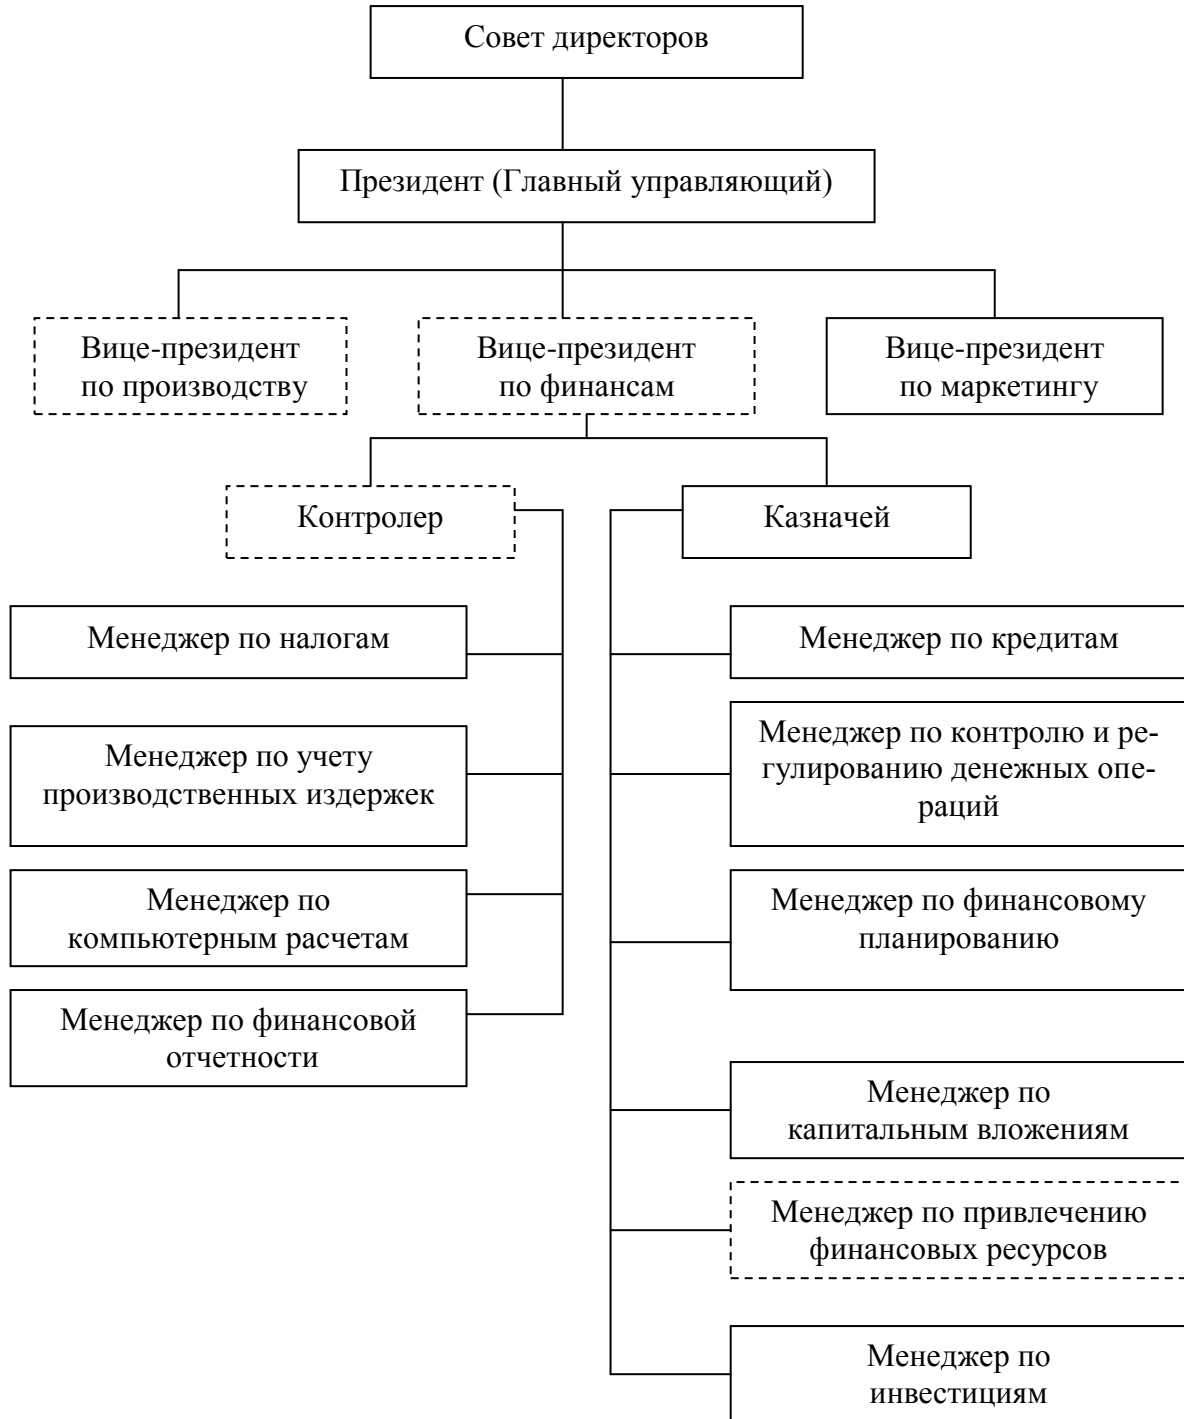 Совет директоров
Президент (Главный управляющий)
Вице-президент
по производству
Вице-президент
по финансам
Вице-президент
по маркетингу
Контролер
Казначей
Менеджер по налогам
Менеджер по учету
производственных издержек
Менеджер по
компьютерным расчетам
Менеджер по финансовой
отчетности
Менеджер по кредитам
Менеджер по контролю и ре-
гулированию денежных опе-
раций
Менеджер по финансовому
планированию
Менеджер по
капитальным вложениям
Менеджер по привлечению
финансовых ресурсов
Менеджер по
инвестициям